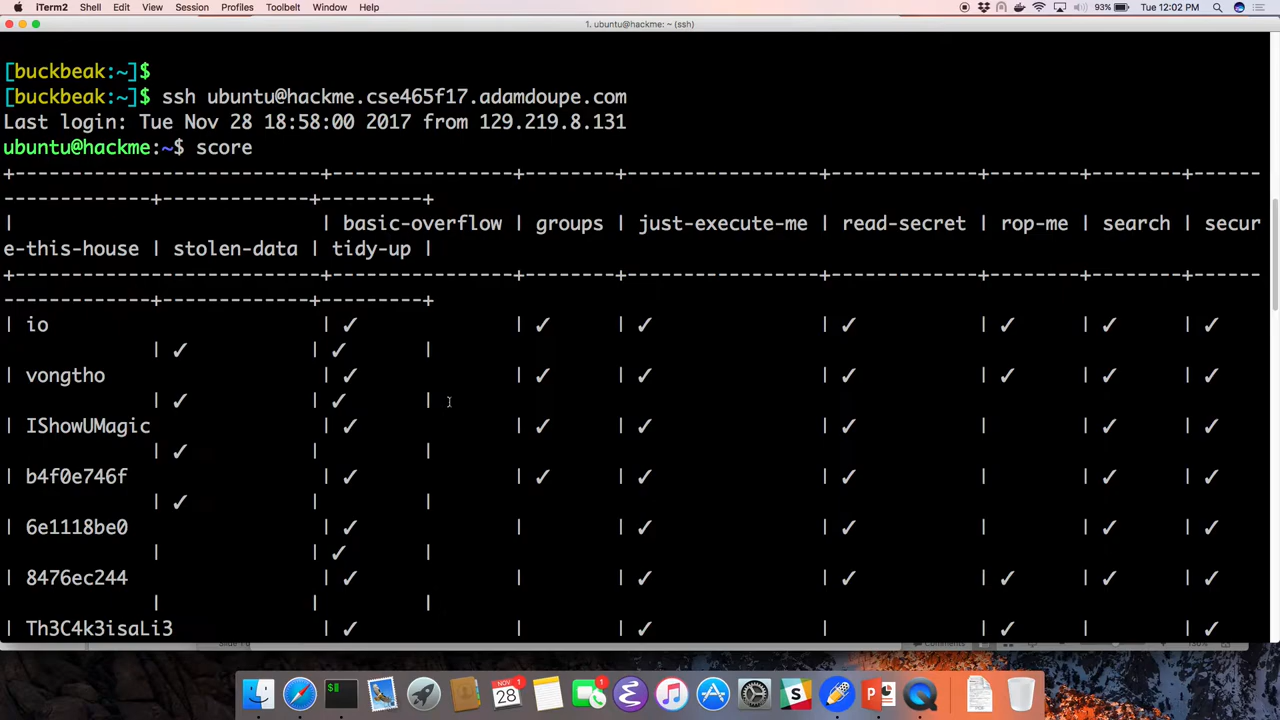 iTerm2 Shell Edit View Session Profiles Toolbelt Window Help 93% Tue 12:02 PM
1. ubuntu@hackme: ~ (ssh)
[buckbeak:~]$
[buckbeak:~]$ ssh ubuntu@hackme.cse465f17.adamdoupe.com
Last login: Tue Nov 28 18:58:00 2017 from 129.219.8.131
ubuntu@hackme:~$ score
+--------------------------+----------------+--------+-----------------+-------------+--------+--------+------
-------------+-------------+---------+
| | basic-overflow | groups | just-execute-me | read-secret | rop-me | search | secur
e-this-house | stolen-data | tidy-up |
+--------------------------+----------------+--------+-----------------+-------------+--------+--------+------
-------------+-------------+---------+
| io | ✓ | ✓ | ✓ | ✓ | ✓ | ✓ | ✓
| ✓ | ✓ |
| vongtho | ✓ | ✓ | ✓ | ✓ | ✓ | ✓ | ✓
| ✓ | ✓ |
| IShowUMagic | ✓ | ✓ | ✓ | ✓ | | ✓ | ✓
| ✓ | |
| b4f0e746f | ✓ | ✓ | ✓ | ✓ | | ✓ | ✓
| ✓ | |
| 6e1118be0 | ✓ | | ✓ | ✓ | | ✓ | ✓
| | ✓ |
| 8476ec244 | ✓ | | ✓ | ✓ | ✓ | ✓ | ✓
| | |
| Th3C4k3isaLi3 | ✓ | | ✓ | | ✓ | | ✓
Comments
NOV
28